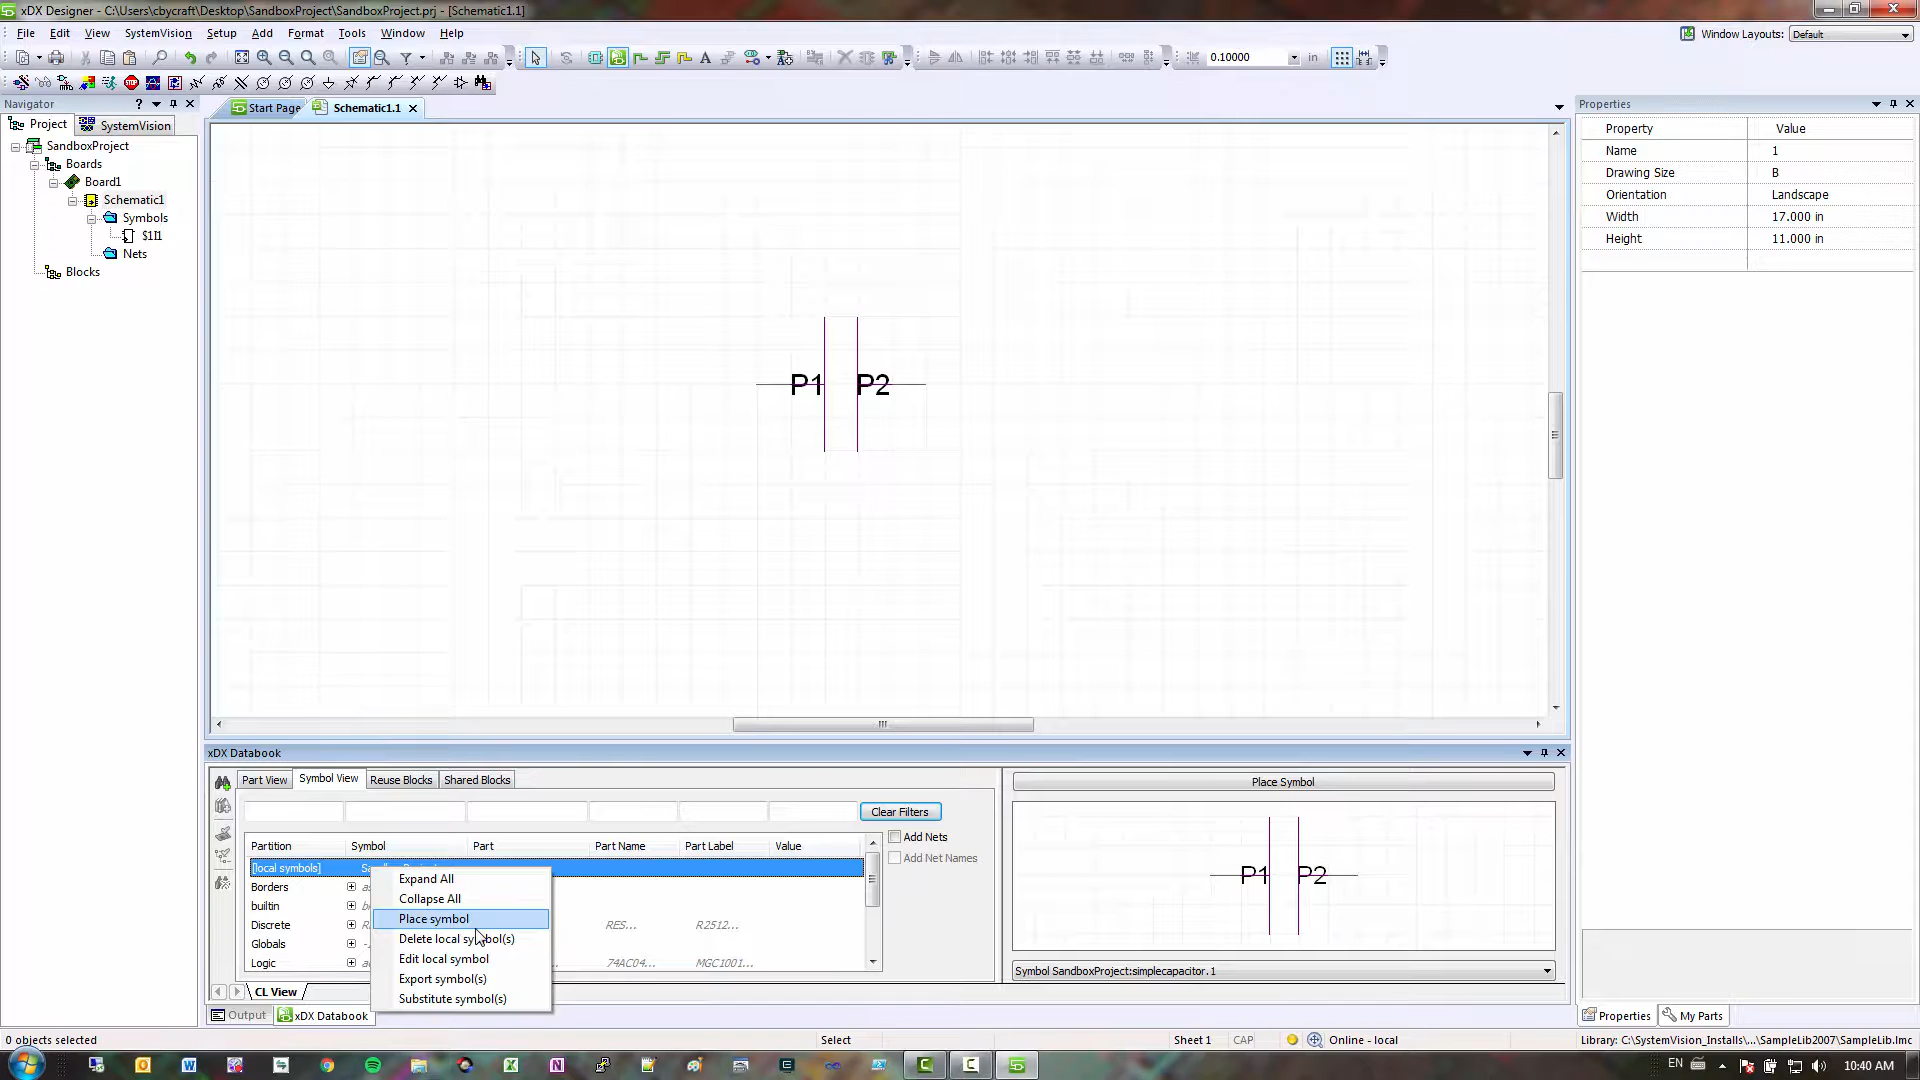 xDX Designer - C:\Users\cbycraft\Desktop\SandboxProject\SandboxProject.prj - [Schematic1.1]
File Edit View SystemVision Setup Add Format Tools Window Help
Window Layouts: Default
0.10000 in
Navigator
Project SystemVision
SandboxProject
Boards
Board1
Schematic1
Symbols
$1I1
Nets
Blocks
Start Page Schematic1.1
P1 P2
Properties
Property Value
Name 1
Drawing Size B
Orientation Landscape
Width 17.000 in
Height 11.000 in
xDX Databook
Part View Symbol View Reuse Blocks Shared Blocks
Clear Filters
Partition Symbol Part Part Name Part Label Value
[local symbols]
Borders
builtin
Discrete RES... R2512...
Globals
Logic 74AC04... MGC1001...
Expand All
Collapse All
Place symbol
Delete local symbol(s)
Edit local symbol
Export symbol(s)
Substitute symbol(s)
Add Nets
Add Net Names
Place Symbol
P1 P2
Symbol SandboxProject:simplecapacitor.1
CL View
Output xDX Databook
Properties My Parts
0 objects selected Select Sheet 1 CAP Online - local Library: C:\SystemVision_Installs\...\SampleLib2007\SampleLib.lmc
EN 10:40 AM